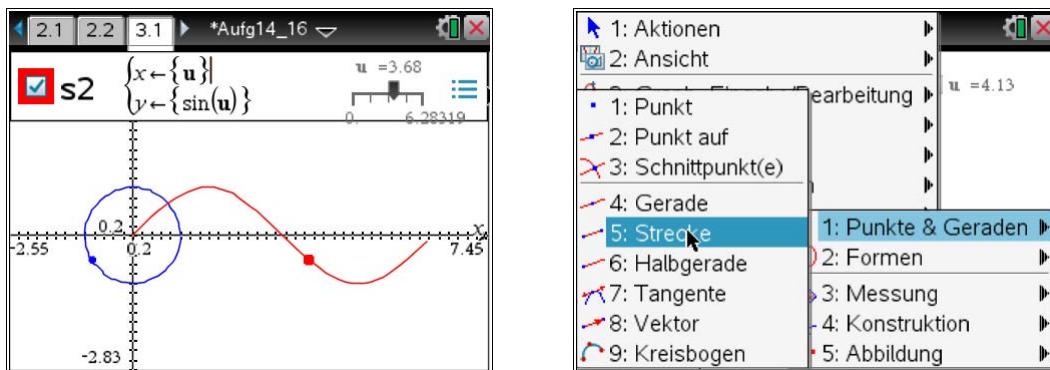 2.1 2.2 3.1 *Aufg14_16
s2 {x←{u}
{y←{sin(u)}
u =3.68
0. 6.28319
0.2
-2.55 0.2 x 7.45
-2.83
1: Aktionen
2: Ansicht
earbeitung
u =4.13
1: Punkt
2: Punkt auf
3: Schnittpunkt(e)
4: Gerade
5: Strecke
6: Halbgerade
7: Tangente
8: Vektor
9: Kreisbogen
1: Punkte & Geraden
2: Formen
3: Messung
4: Konstruktion
5: Abbildung